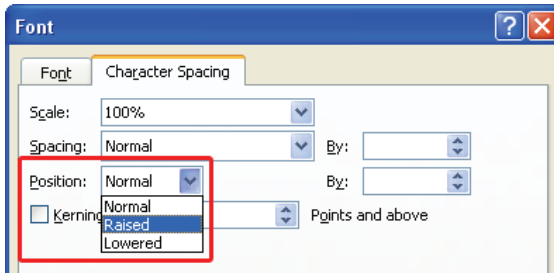 Font
Font Character Spacing
Scale: 100%
Spacing: Normal By:
Position: Normal By:
Normal
Kerning Points and above
Raised
Lowered